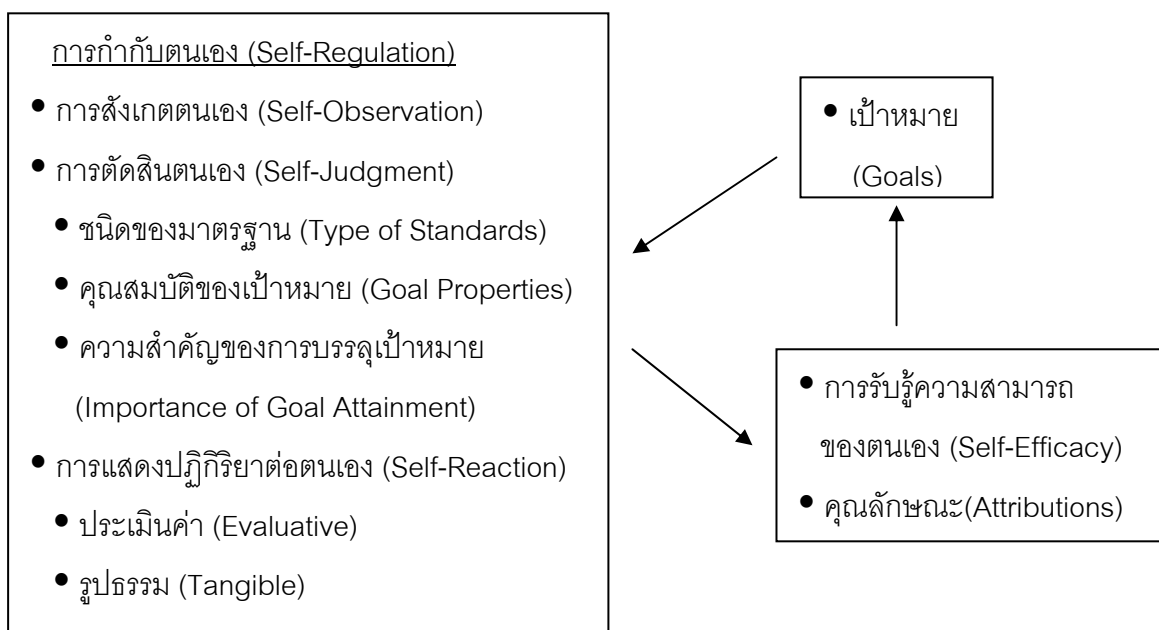 การกำกับตนเอง (Self-Regulation)
• การสังเกตตนเอง (Self-Observation)
• การตัดสินตนเอง (Self-Judgment)
• ชนิดของมาตรฐาน (Type of Standards)
• คุณสมบัติของเป้าหมาย (Goal Properties)
• ความสำคัญของการบรรลุเป้าหมาย
(Importance of Goal Attainment)
• การแสดงปฏิกิริยาต่อตนเอง (Self-Reaction)
• ประเมินค่า (Evaluative)
• รูปธรรม (Tangible)
• เป้าหมาย
(Goals)
• การรับรู้ความสามารถ
ของตนเอง (Self-Efficacy)
• คุณลักษณะ(Attributions)